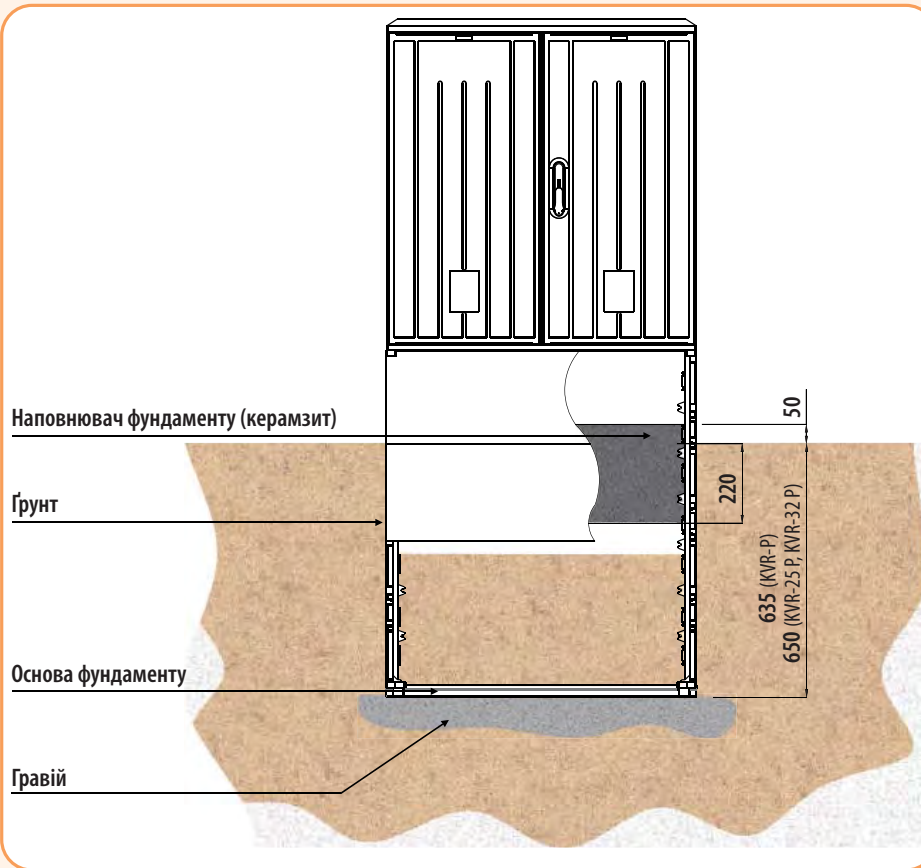 Наповнювач фундаменту (керамзит)
Ґрунт
Основа фундаменту
Гравій
50
220
635 (KVR-P)
650 (KVR-25 P, KVR-32 P)